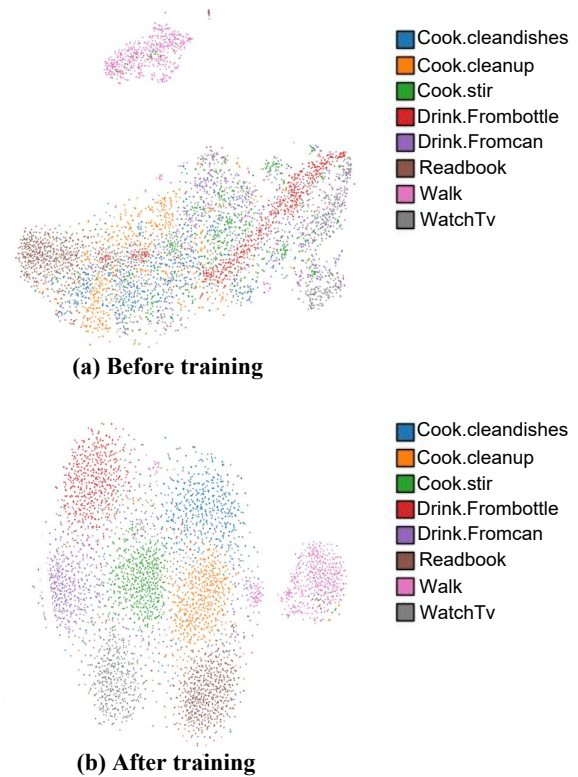 Cook.cleandishes
Cook.cleanup
Cook.stir
Drink.Frombottle
Drink.Fromcan
Readbook
Walk
WatchTv
(a) Before training
Cook.cleandishes
Cook.cleanup
Cook.stir
Drink.Frombottle
Drink.Fromcan
Readbook
Walk
WatchTv
(b) After training